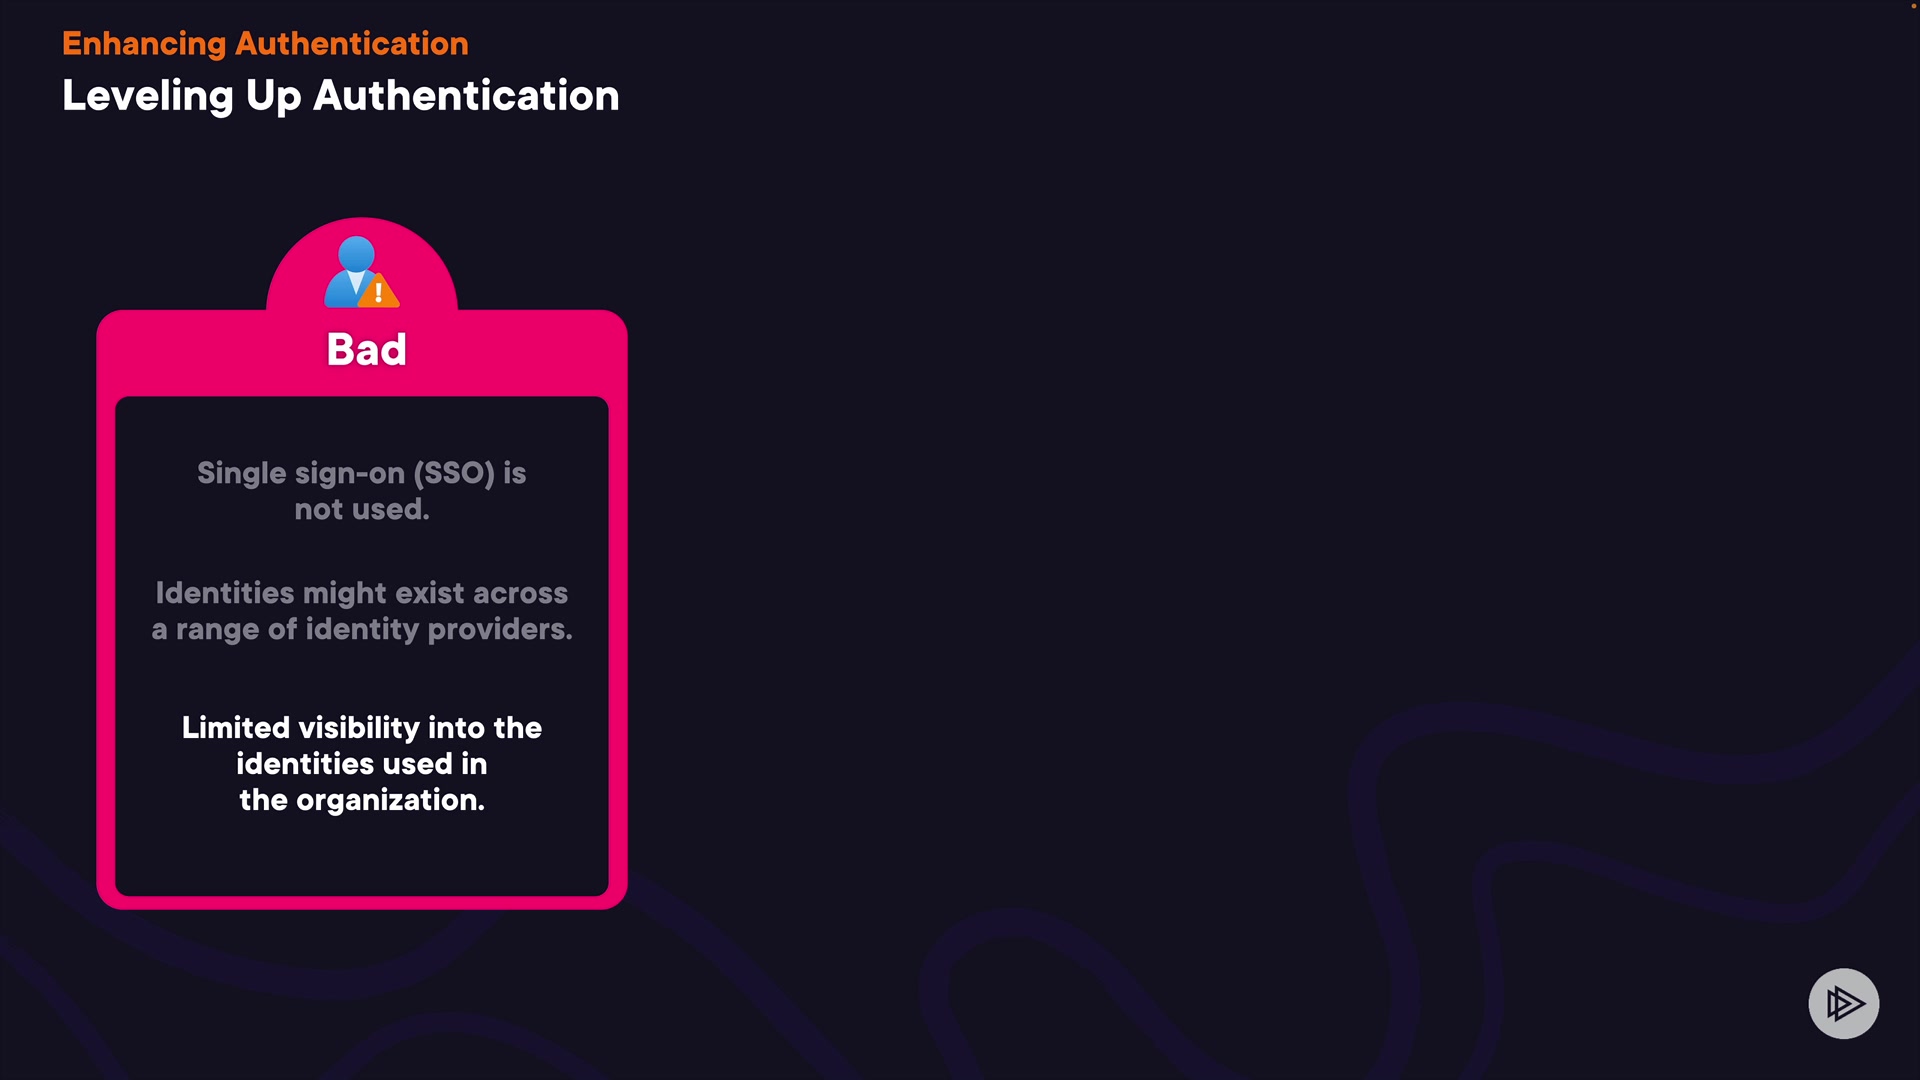 Enhancing Authentication
Leveling Up Authentication
Bad
Single sign-on (SSO) is
not used.
Identities might exist across
a range of identity providers.
Limited visibility into the
identities used in
the organization.